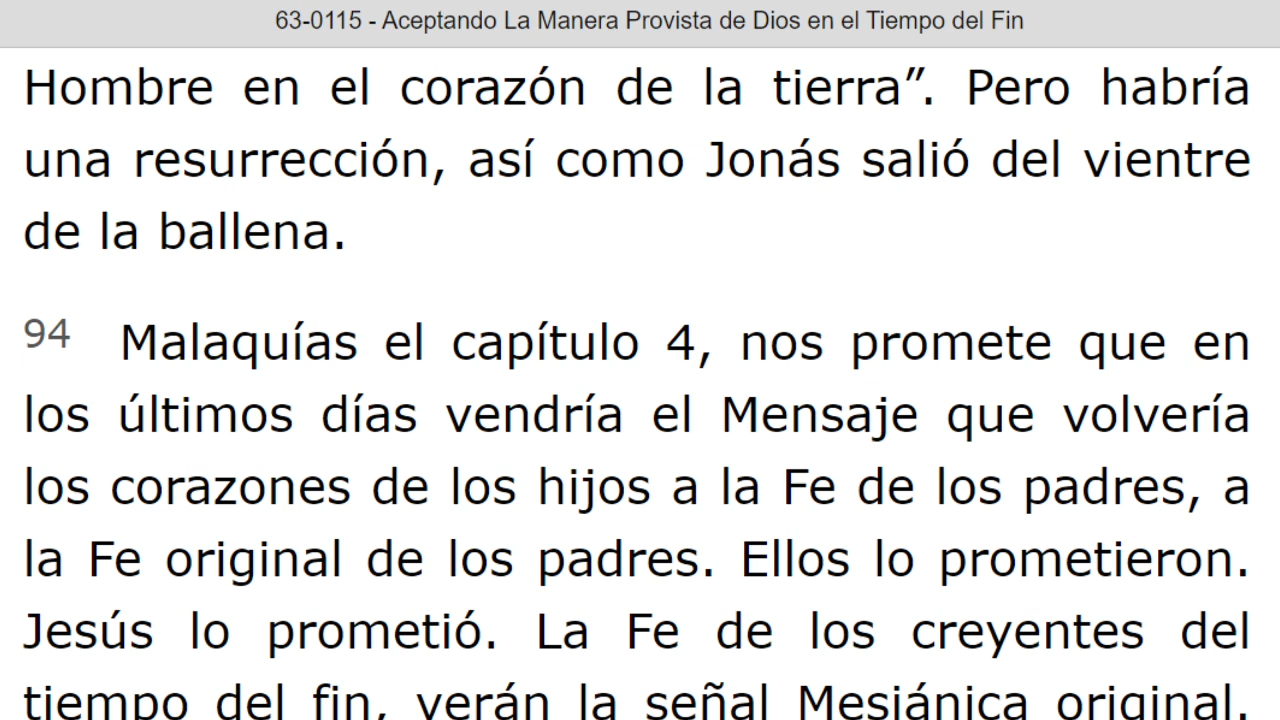 63-0115 - Aceptando La Manera Provista de Dios en el Tiempo del Fin
Hombre en el corazón de la tierra”. Pero habría
una resurrección, así como Jonás salió del vientre
de la ballena.
94 Malaquías el capítulo 4, nos promete que en
los últimos días vendría el Mensaje que volvería
los corazones de los hijos a la Fe de los padres, a
la Fe original de los padres. Ellos lo prometieron.
Jesús lo prometió. La Fe de los creyentes del
tiempo del fin, verán la señal Mesiánica original.